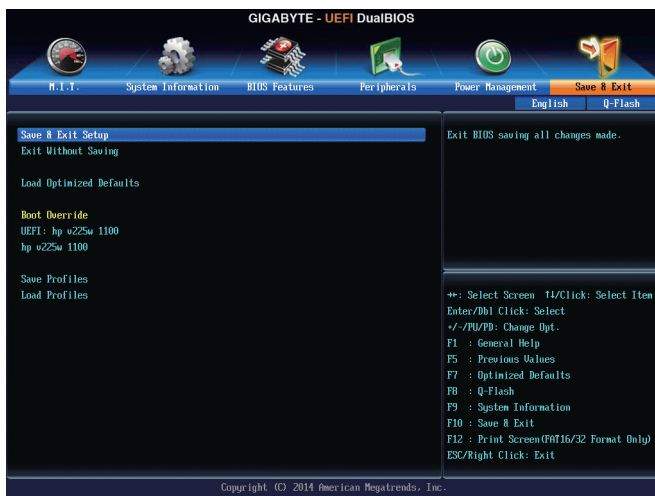 GIGABYTE - UEFI DualBIOS
M.I.T. System Information BIOS Features Peripherals Power Management Save & Exit
English Q-Flash
Save & Exit Setup
Exit Without Saving
Load Optimized Defaults
Boot Override
UEFI: hp v225w 1100
hp v225w 1100
Save Profiles
Load Profiles
Exit BIOS saving all changes made.
→←: Select Screen ↑↓/Click: Select Item
Enter/Dbl Click: Select
+/-/PU/PD: Change Opt.
F1 : General Help
F5 : Previous Values
F7 : Optimized Defaults
F8 : Q-Flash
F9 : System Information
F10 : Save & Exit
F12 : Print Screen(FAT16/32 Format Only)
ESC/Right Click: Exit
Copyright (C) 2014 American Megatrends, Inc.